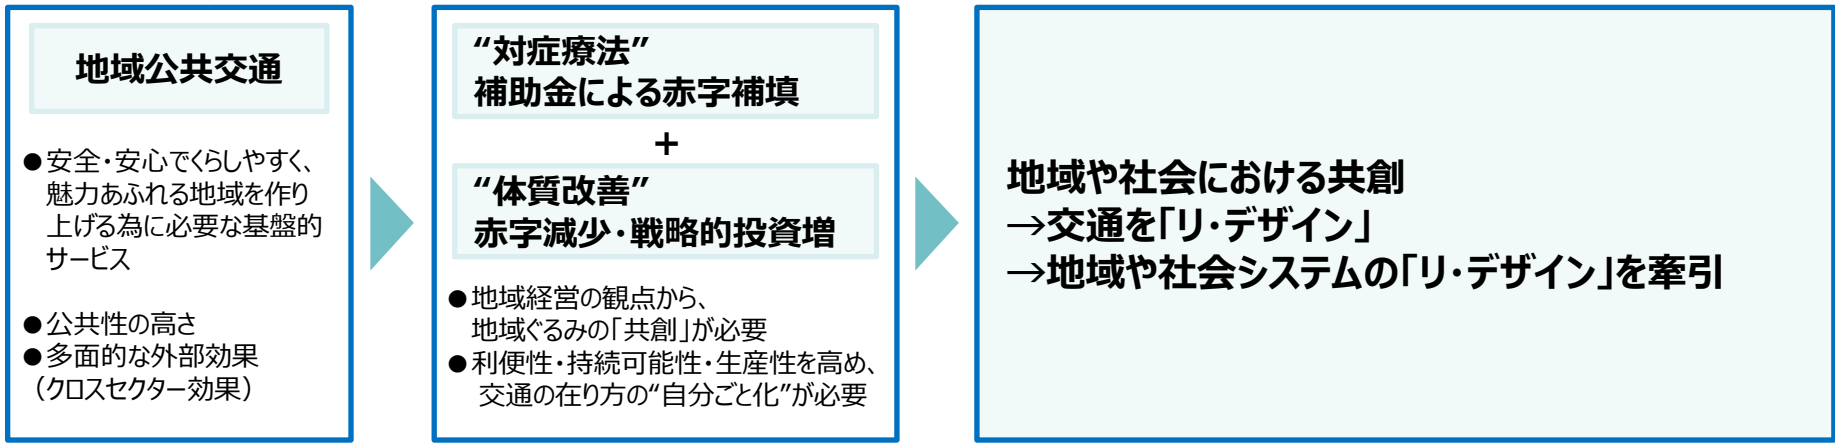 地域公共交通
●安全・安心でくらしやすく、
魅力あふれる地域を作り
上げる為に必要な基盤的
サービス
●公共性の高さ
●多面的な外部効果
（クロスセクター効果）
“対症療法”
補助金による赤字補填
+
“体質改善”
赤字減少・戦略的投資増
●地域経営の観点から、
地域ぐるみの「共創」が必要
●利便性・持続可能性・生産性を高め、
交通の在り方の“自分ごと化”が必要
地域や社会における共創
→交通を「リ・デザイン」
→地域や社会システムの「リ・デザイン」を牽引